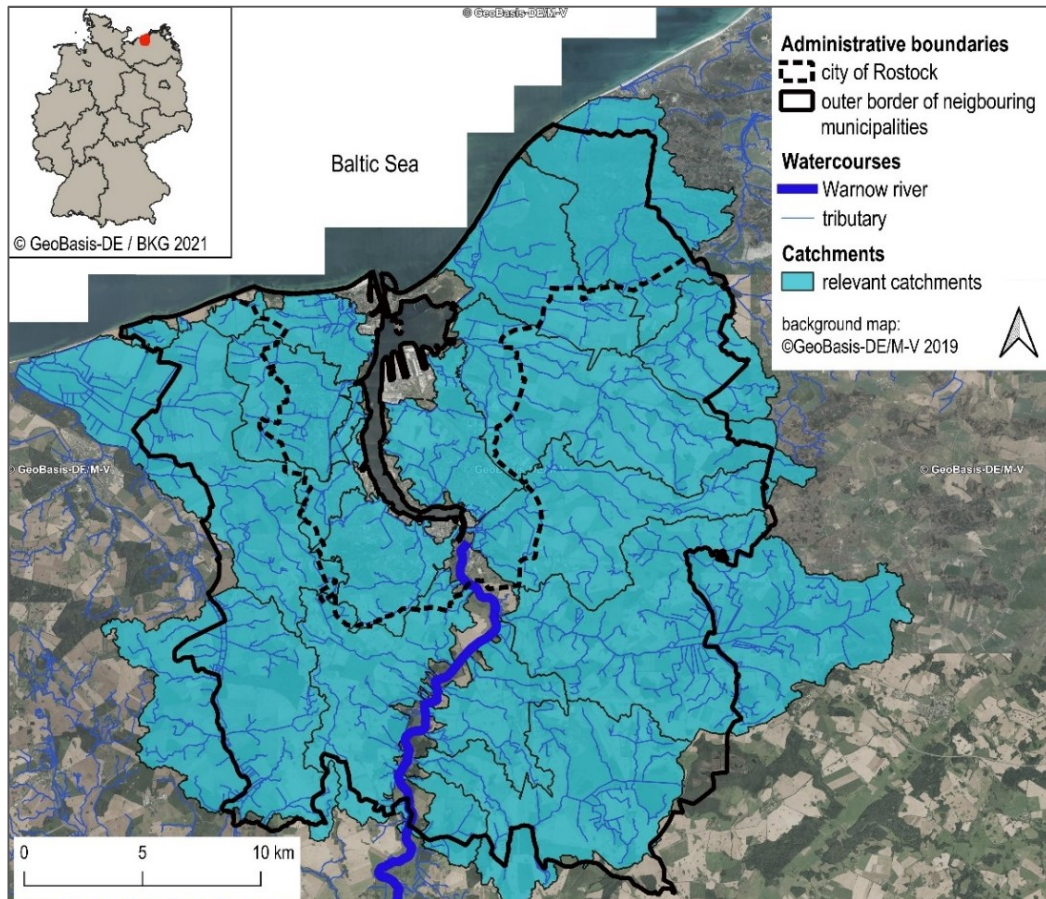 © GeoBasis-DE/M-V
© GeoBasis-DE / BKG 2021
Baltic Sea
Administrative boundaries
city of Rostock
outer border of neigbouring
municipalities
Watercourses
Warnow river
tributary
Catchments
relevant catchments
background map:
©GeoBasis-DE/M-V 2019
© GeoBasis-DE/M-V
© GeoBasis-DE/M-V
© GeoBasis-DE/M-V
0 5 10 km